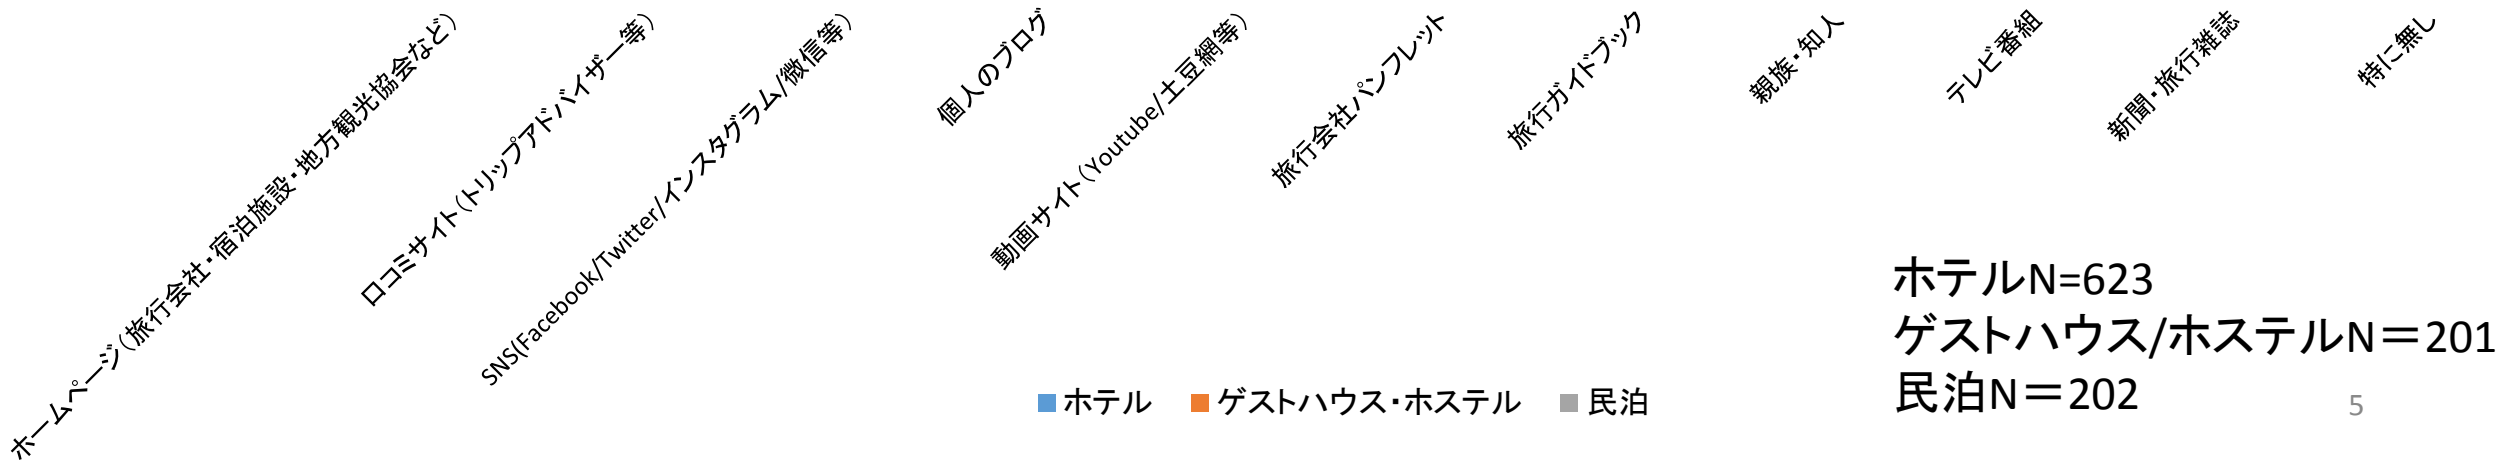 ホームページ(旅行会社・宿泊施設・地方観光協会など)
口コミサイト(トリップアドバイザー等)
SNS(Facebook/Twitter/インスタグラム/微信等)
個人のブログ
動画サイト(Youtube/土豆網等)
旅行会社パンフレット
旅行ガイドブック
親族・知人
テレビ番組
新聞・旅行雑誌
特に無し
ホテルN=623
ゲストハウス/ホステルN＝201
民泊N＝202
ホテル ゲストハウス・ホステル 民泊
5